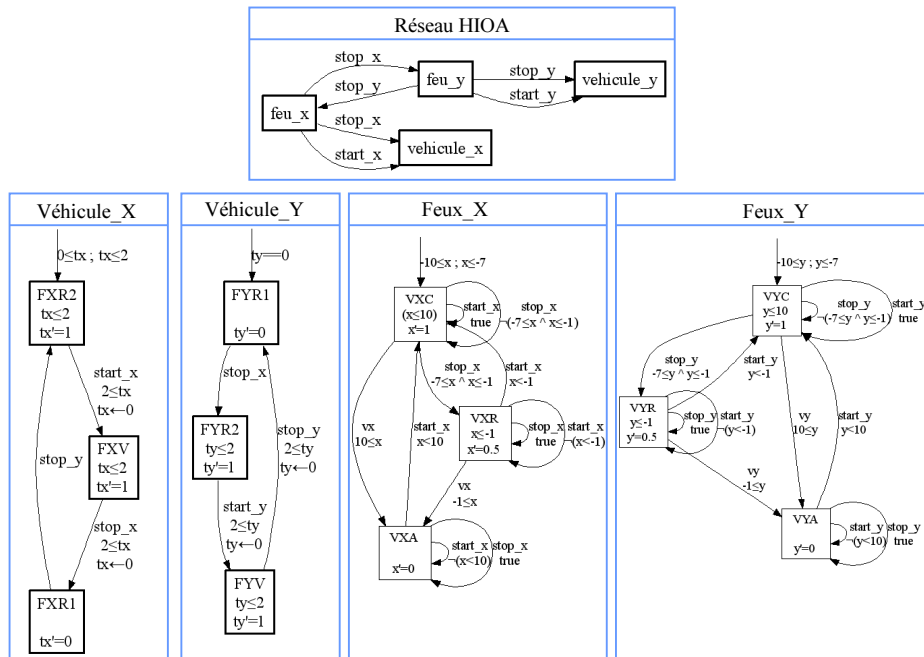 Réseau HIOA
stop_x
feu_y
stop_y
vehicule_y
stop_y
start_y
feu_x
stop_x
vehicule_x
start_x
Véhicule_X
0≤tx ; tx≤2
FXR2
tx≤2
tx'=1
start_x
2≤tx
tx←0
FXV
tx≤2
tx'=1
stop_y
stop_x
2≤tx
tx←0
FXR1
tx'=0
Véhicule_Y
ty==0
FYR1
ty'=0
stop_x
FYR2
ty≤2
ty'=1
stop_y
2≤ty
ty←0
start_y
2≤ty
ty←0
FYV
ty≤2
ty'=1
Feux_X
-10≤x ; x≤-7
VXC
(x≤10)
x'=1
start_x
true
stop_x
¬(-7≤x ^ x≤-1)
stop_x
-7≤x ^ x≤-1
start_x
x<-1
vx
10≤x
start_x
x<10
VXR
x≤-1
x'=0.5
stop_x
true
start_x
¬(x<-1)
vx
-1≤x
VXA
x'=0
start_x
¬(x<10)
stop_x
true
Feux_Y
-10≤y ; y≤-7
VYC
y≤10
y'=1
stop_y
¬(-7≤y ^ y≤-1)
start_y
true
stop_y
-7≤y ^ y≤-1
start_y
y<-1
VYR
y≤-1
y'=0.5
stop_y
true
start_y
¬(y<-1)
vy
10≤y
start_y
y<10
vy
-1≤y
VYA
y'=0
start_y
¬(y<10)
stop_y
true